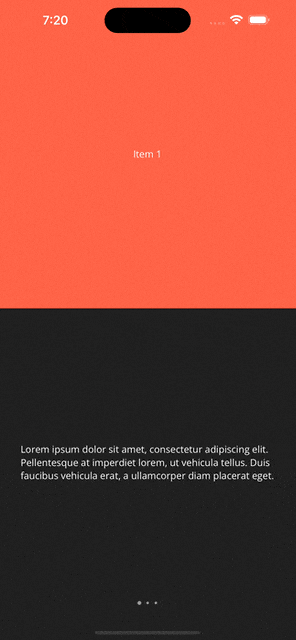 7:20
Item 1
Lorem ipsum dolor sit amet, consectetur adipiscing elit.
Pellentesque at imperdiet lorem, ut vehicula tellus. Duis
faucibus vehicula erat, a ullamcorper diam placerat eget.